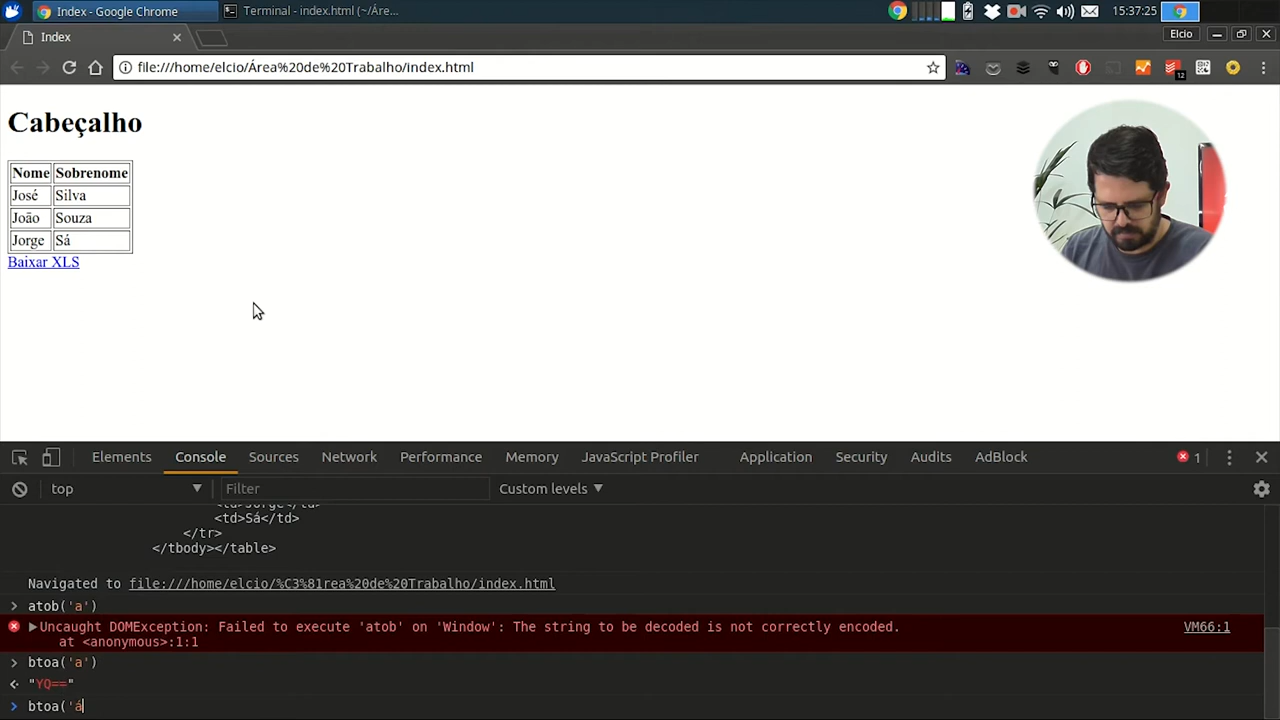 Index - Google Chrome
Terminal - index.html (~/Áre...
15:37:25
Index
Elcio
file:///home/elcio/Área%20de%20Trabalho/index.html
12
Cabeçalho
Nome Sobrenome
José Silva
João Souza
Jorge Sá
Baixar XLS
Elements Console Sources Network Performance Memory JavaScript Profiler Application Security Audits AdBlock 1
top Filter Custom levels
<td>Jorge</td>
<td>Sá</td>
</tr>
</tbody></table>
Navigated to file:///home/elcio/%C3%81rea%20de%20Trabalho/index.html
> atob('a')
Uncaught DOMException: Failed to execute 'atob' on 'Window': The string to be decoded is not correctly encoded. VM66:1
at <anonymous>:1:1
> btoa('a')
"YQ=="
> btoa('á